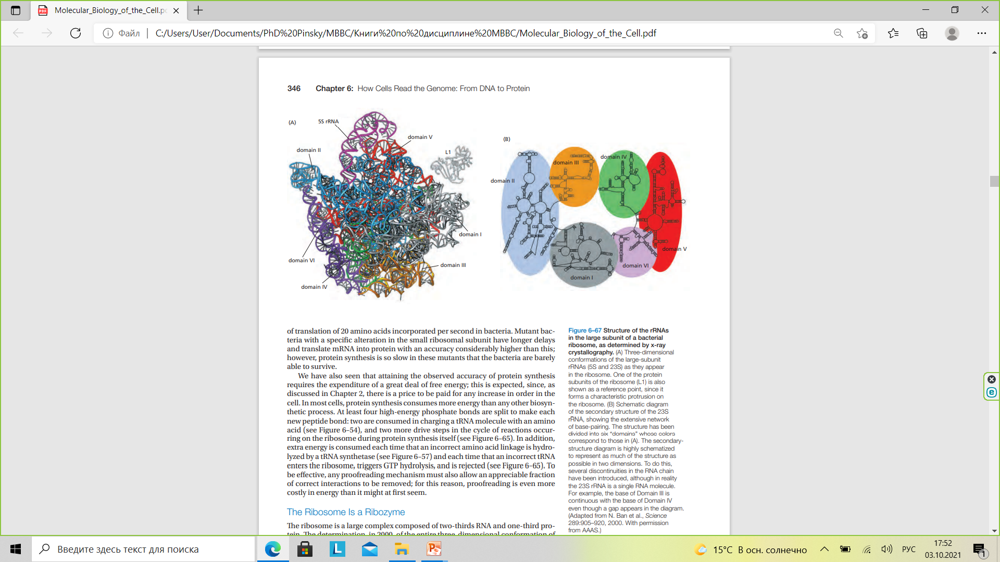 Molecular_Biology_of_the_Cell.pd
Файл
C:/Users/User/Documents/PhD%20Pinsky/MBBC/Книги%20по%20дисциплине%20MBBC/Molecular_Biology_of_the_Cell.pdf
346 Chapter 6: How Cells Read the Genome: From DNA to Protein
(A)
5S rRNA
domain V
domain II
L1
domain I
domain VI
domain III
domain IV
(B)
domain IV
domain III
domain II
domain V
domain VI
domain I
of translation of 20 amino acids incorporated per second in bacteria. Mutant bac-
teria with a specific alteration in the small ribosomal subunit have longer delays
and translate mRNA into protein with an accuracy considerably higher than this;
however, protein synthesis is so slow in these mutants that the bacteria are barely
able to survive.
We have also seen that attaining the observed accuracy of protein synthesis
requires the expenditure of a great deal of free energy; this is expected, since, as
discussed in Chapter 2, there is a price to be paid for any increase in order in the
cell. In most cells, protein synthesis consumes more energy than any other biosyn-
thetic process. At least four high-energy phosphate bonds are split to make each
new peptide bond: two are consumed in charging a tRNA molecule with an amino
acid (see Figure 6–54), and two more drive steps in the cycle of reactions occur-
ring on the ribosome during protein synthesis itself (see Figure 6–65). In addition,
extra energy is consumed each time that an incorrect amino acid linkage is hydro-
lyzed by a tRNA synthetase (see Figure 6–57) and each time that an incorrect tRNA
enters the ribosome, triggers GTP hydrolysis, and is rejected (see Figure 6–65). To
be effective, any proofreading mechanism must also allow an appreciable fraction
of correct interactions to be removed; for this reason, proofreading is even more
costly in energy than it might at first seem.
The Ribosome Is a Ribozyme
The ribosome is a large complex composed of two-thirds RNA and one-third pro-
tein. The determination, in 2000, of the entire three-dimensional conformation of
Figure 6–67 Structure of the rRNAs
in the large subunit of a bacterial
ribosome, as determined by x-ray
crystallography. (A) Three-dimensional
conformations of the large-subunit
rRNAs (5S and 23S) as they appear
in the ribosome. One of the protein
subunits of the ribosome (L1) is also
shown as a reference point, since it
forms a characteristic protrusion on
the ribosome. (B) Schematic diagram
of the secondary structure of the 23S
rRNA, showing the extensive network
of base-pairing. The structure has been
divided into six “domains” whose colors
correspond to those in (A). The secondary-
structure diagram is highly schematized
to represent as much of the structure as
possible in two dimensions. To do this,
several discontinuities in the RNA chain
have been introduced, although in reality
the 23S rRNA is a single RNA molecule.
For example, the base of Domain III is
continuous with the base of Domain IV
even though a gap appears in the diagram.
(Adapted from N. Ban et al., Science
289:905–920, 2000. With permission
from AAAS.)
Введите здесь текст для поиска
15°C В осн. солнечно
РУС
17:52
03.10.2021
1